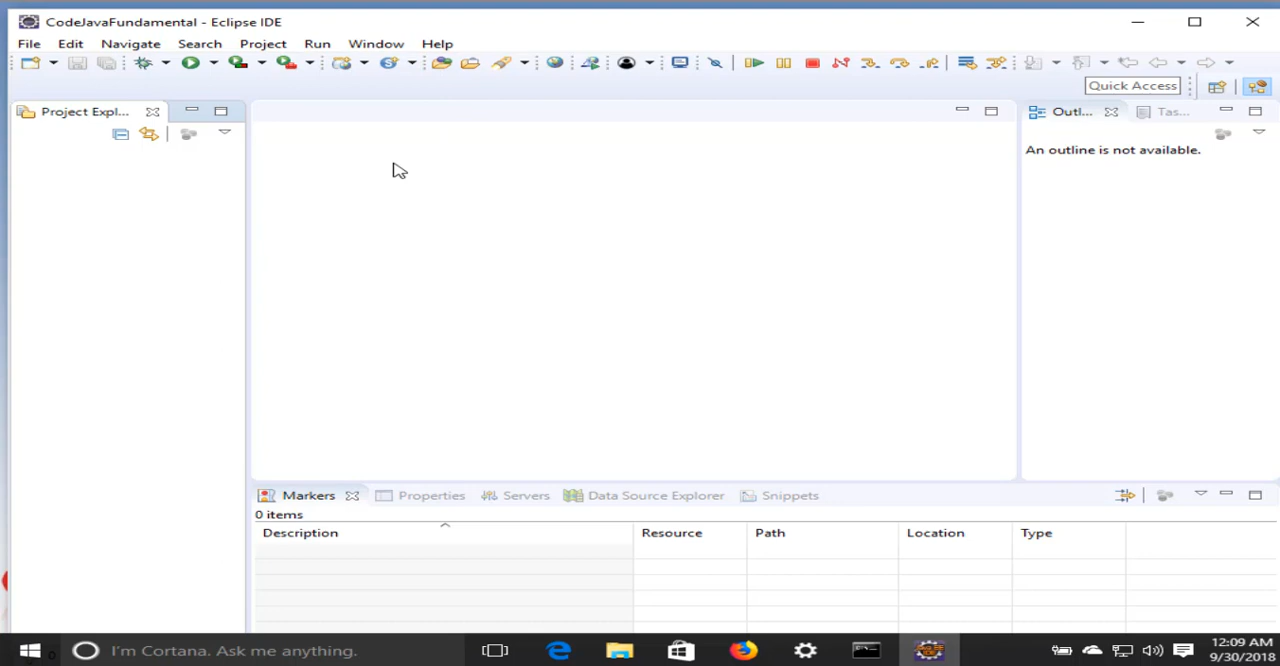 CodeJavaFundamental - Eclipse IDE
File Edit Navigate Search Project Run Window Help
Quick Access
Project Expl...
Outl... Tas...
An outline is not available.
Markers Properties Servers Data Source Explorer Snippets
0 items
Description Resource Path Location Type
I'm Cortana. Ask me anything.
12:09 AM
9/30/2018